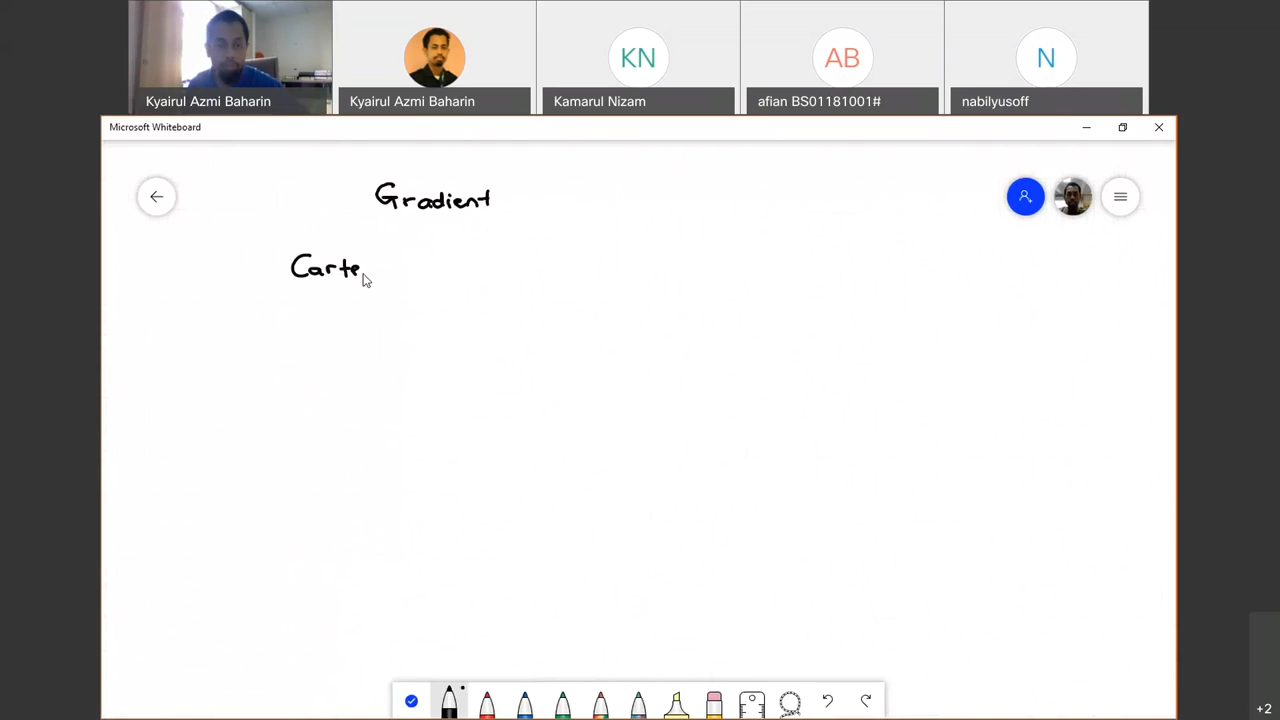 Kyairul Azmi Baharin
Kyairul Azmi Baharin
KN
Kamarul Nizam
AB
afian BS01181001#
N
nabilyusoff
Microsoft Whiteboard
Gradient
Carte
+2